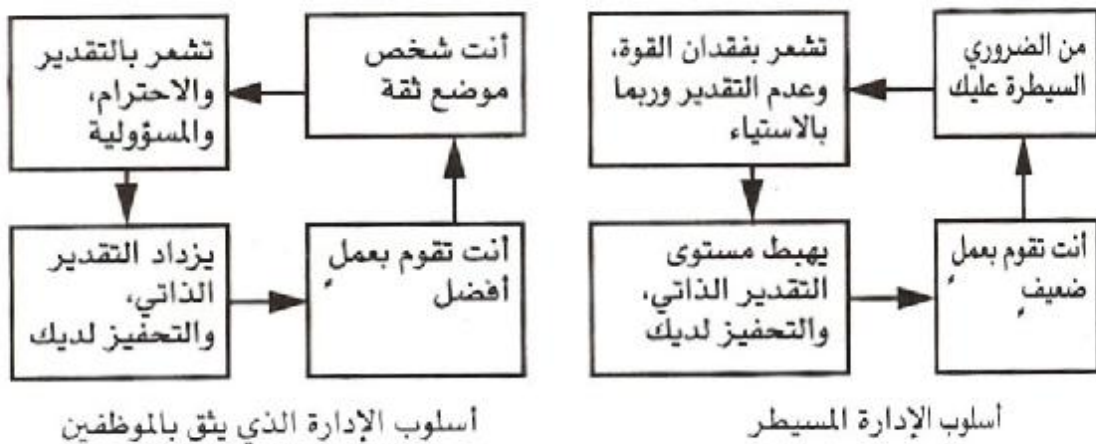 من الضروري
السيطرة عليك
تشعر بفقدان القوة،
وعدم التقدير وربما
بالاستياء
يهبط مستوى
التقدير الذاتي،
والتحفيز لديك
أنت تقوم بعمل
ضعيف
أسلوب الإدارة المسيطر
أنت شخص
موضع ثقة
تشعر بالتقدير
والاحترام،
والمسؤولية
يزداد التقدير
الذاتي،
والتحفيز لديك
أنت تقوم بعمل
أفضل
أسلوب الإدارة الذي يثق بالموظفين